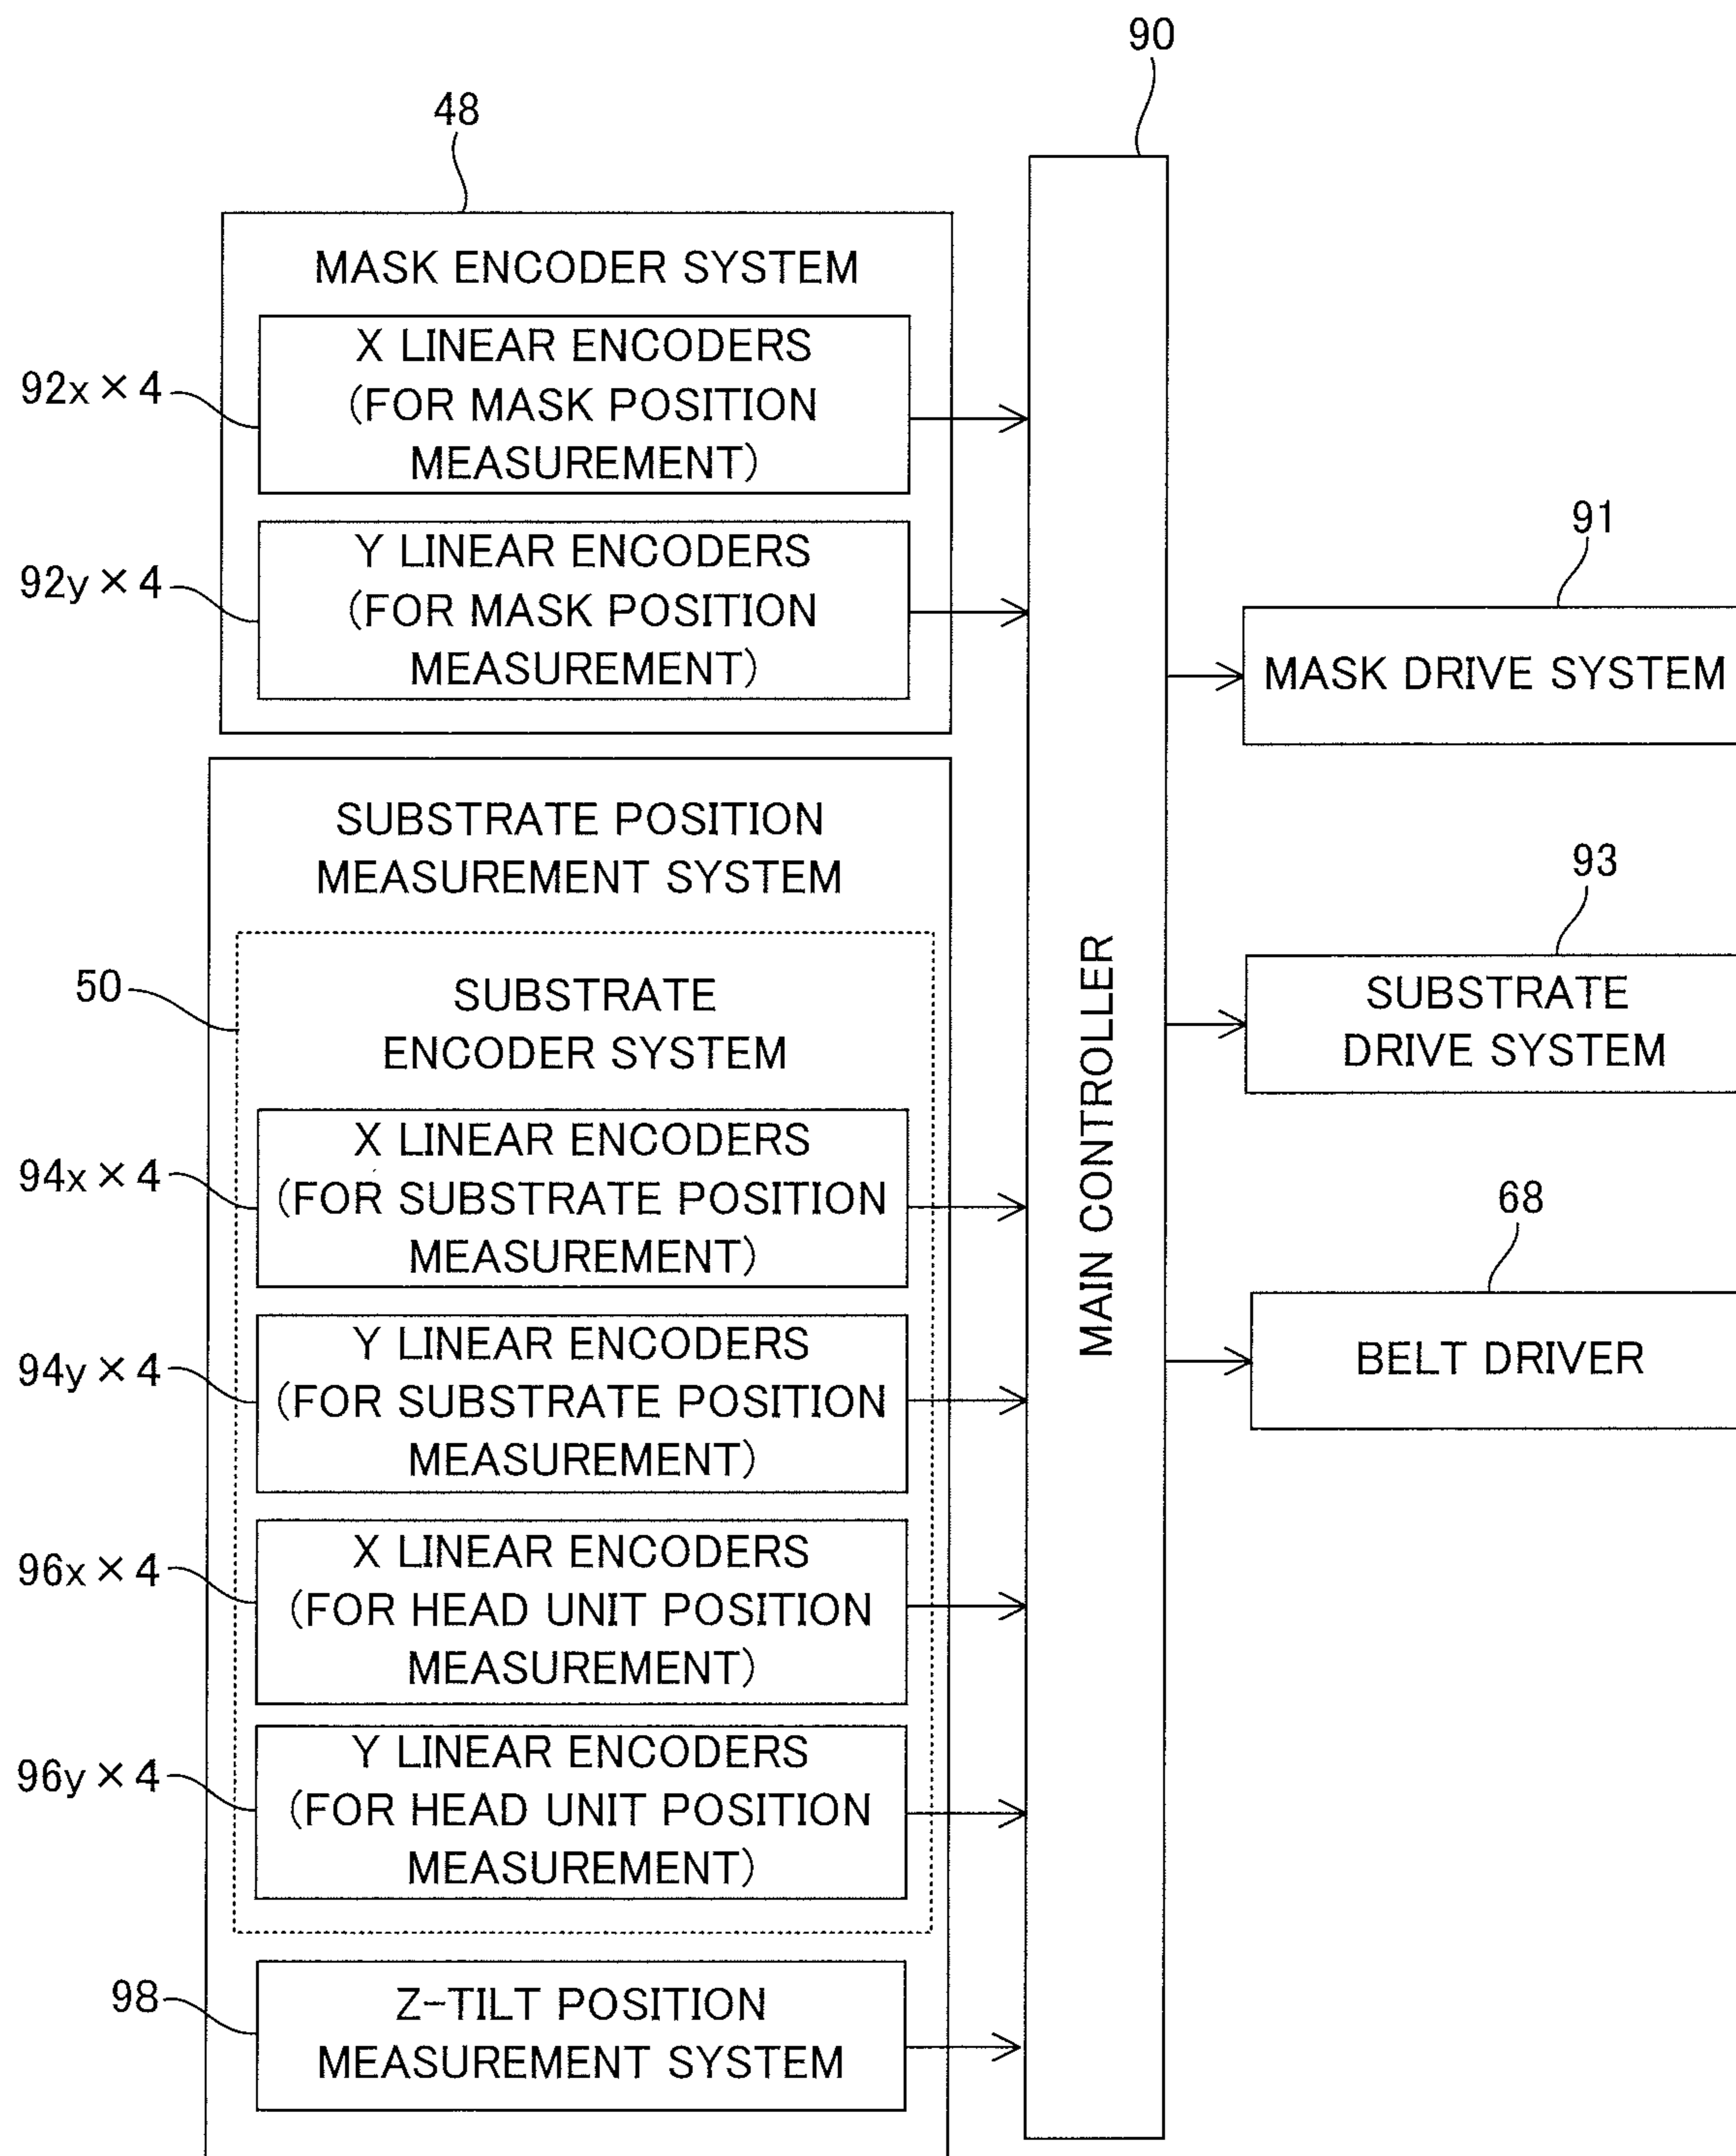 90
48
MASK ENCODER SYSTEM
92x×4
X LINEAR ENCODERS
(FOR MASK POSITION
MEASUREMENT)
92y×4
Y LINEAR ENCODERS
(FOR MASK POSITION
MEASUREMENT)
SUBSTRATE POSITION
MEASUREMENT SYSTEM
50
SUBSTRATE
ENCODER SYSTEM
94x×4
X LINEAR ENCODERS
(FOR SUBSTRATE POSITION
MEASUREMENT)
94y×4
Y LINEAR ENCODERS
(FOR SUBSTRATE POSITION
MEASUREMENT)
96x×4
X LINEAR ENCODERS
(FOR HEAD UNIT POSITION
MEASUREMENT)
96y×4
Y LINEAR ENCODERS
(FOR HEAD UNIT POSITION
MEASUREMENT)
98
Z-TILT POSITION
MEASUREMENT SYSTEM
MAIN CONTROLLER
91
MASK DRIVE SYSTEM
93
SUBSTRATE
DRIVE SYSTEM
68
BELT DRIVER